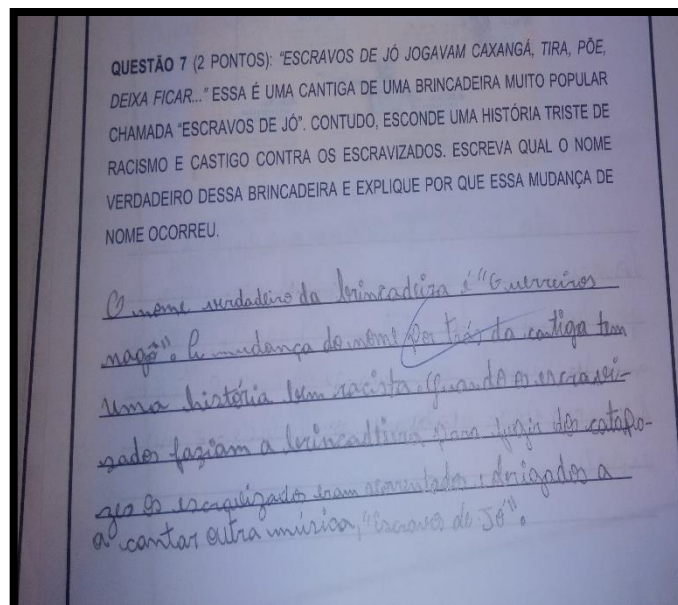 QUESTÃO 7 (2 PONTOS): "ESCRAVOS DE JÓ JOGAVAM CAXANGÁ, TIRA, PÕE,
DEIXA FICAR..." ESSA É UMA CANTIGA DE UMA BRINCADEIRA MUITO POPULAR
CHAMADA "ESCRAVOS DE JÓ". CONTUDO, ESCONDE UMA HISTÓRIA TRISTE DE
RACISMO E CASTIGO CONTRA OS ESCRAVIZADOS. ESCREVA QUAL O NOME
VERDADEIRO DESSA BRINCADEIRA E EXPLIQUE POR QUE ESSA MUDANÇA DE
NOME OCORREU.
O nome verdadeiro da brincadeira é "Guerreiros
nagô". A mudança do nome por trás da cantiga tem
uma história bem racista. Quando os escravi-
zados faziam a brincadeira para fugir dos
os escravizados eram obrigados a
a cantar outra música, "Escravos de Jó".